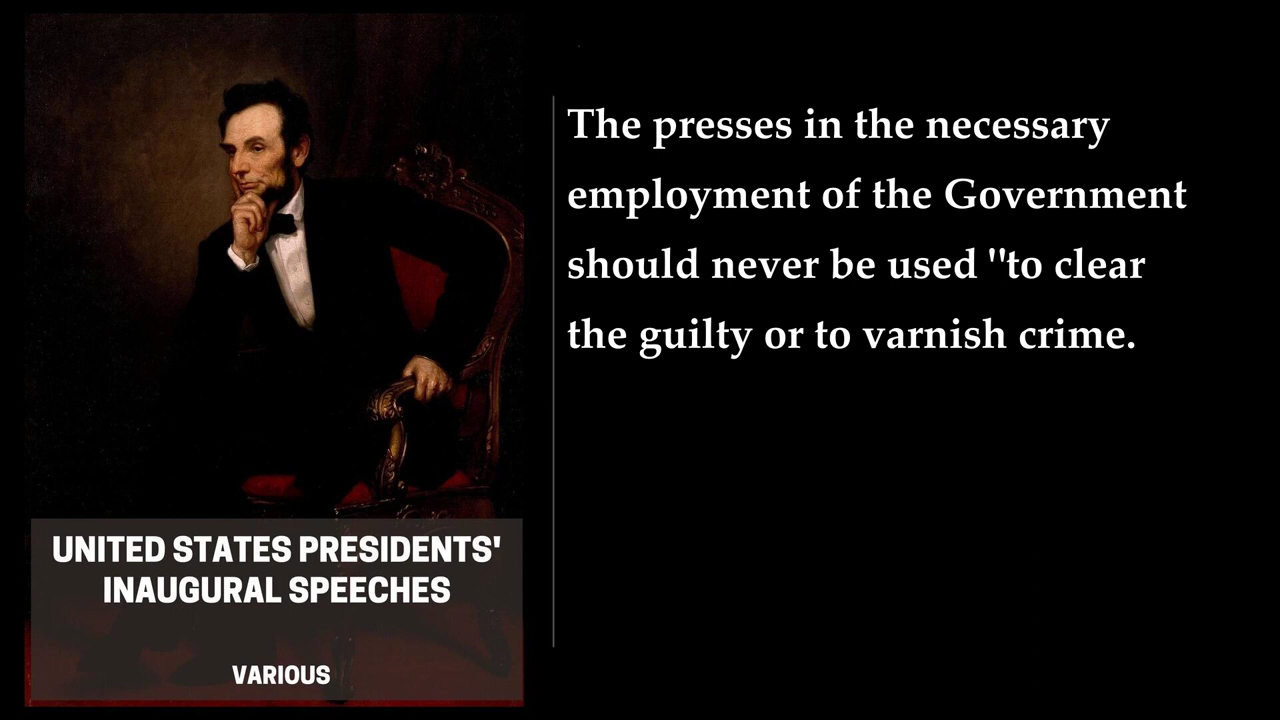 The presses in the necessary
employment of the Government
should never be used "to clear
the guilty or to varnish crime.
UNITED STATES PRESIDENTS'
INAUGURAL SPEECHES
VARIOUS